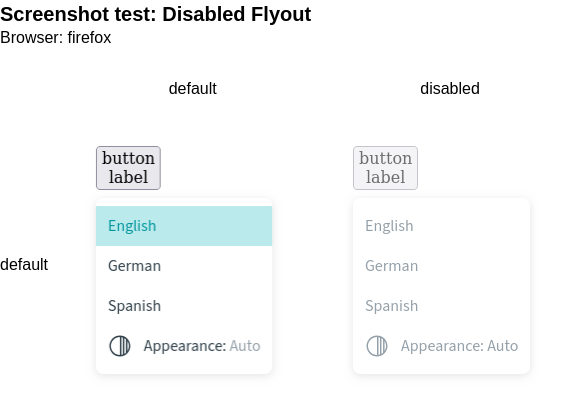 Screenshot test: Disabled Flyout
Browser: firefox
default
disabled
default
button
label
English
German
Spanish
Appearance: Auto
button
label
English
German
Spanish
Appearance: Auto